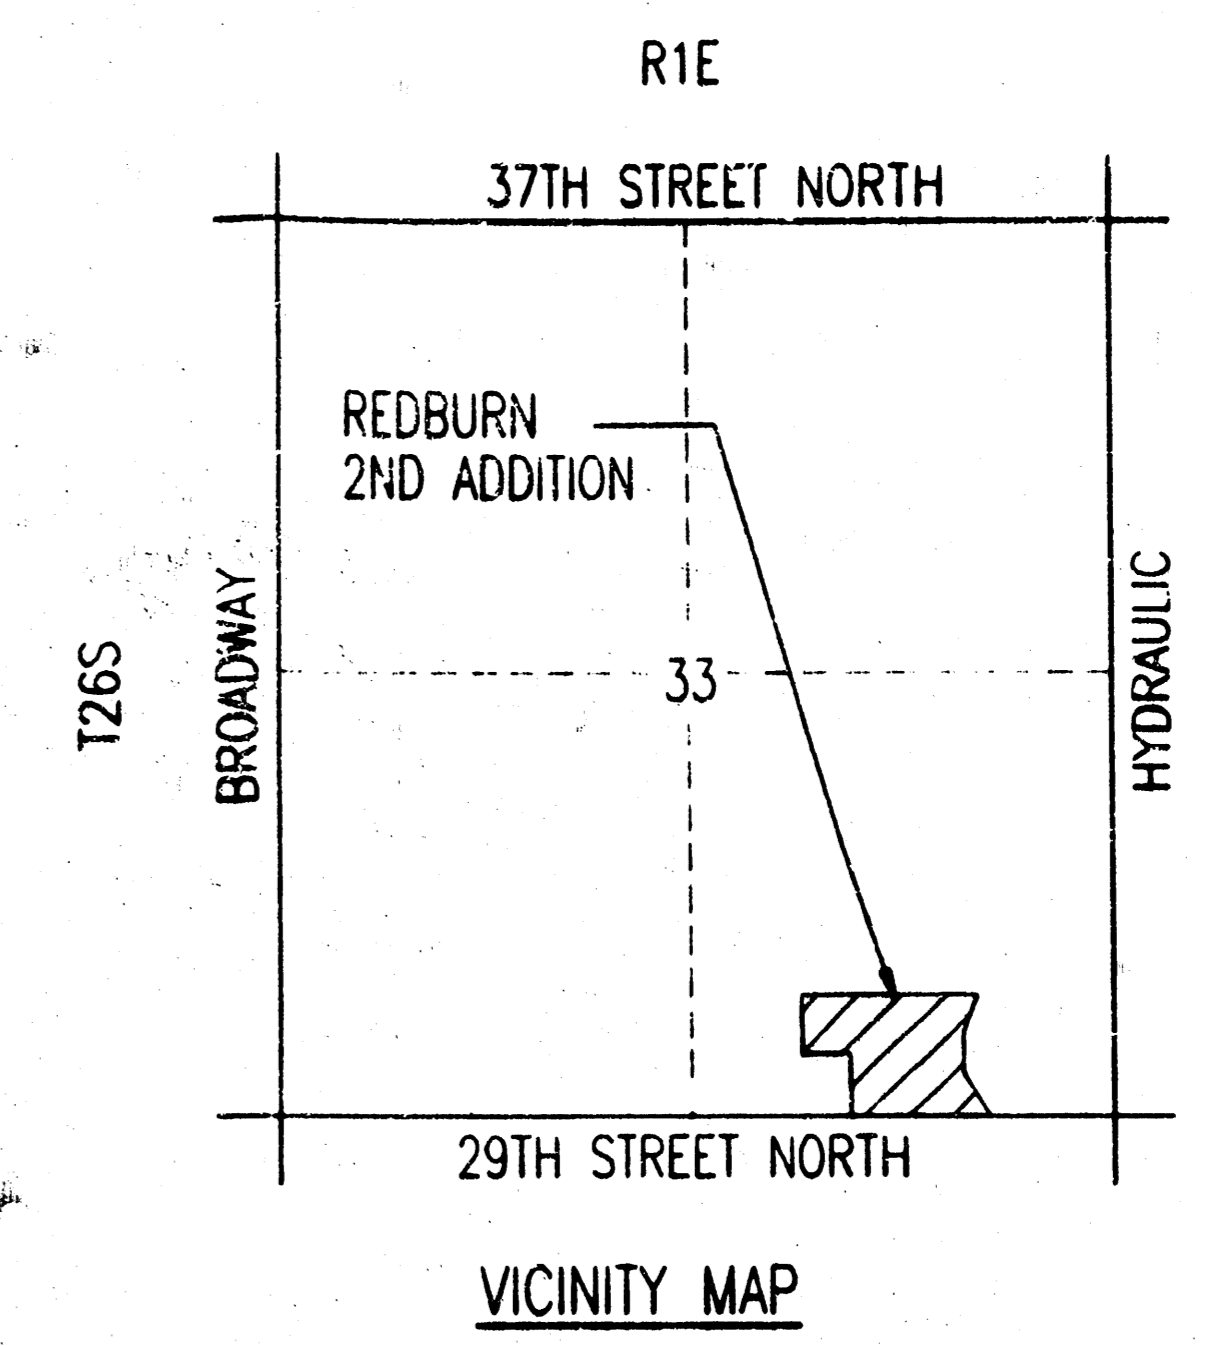 R1E
37TH STREET NORTH
REDBURN
2ND ADDITION
BROADWAY
T26S
33
HYDRAULIC
29TH STREET NORTH
VICINITY MAP